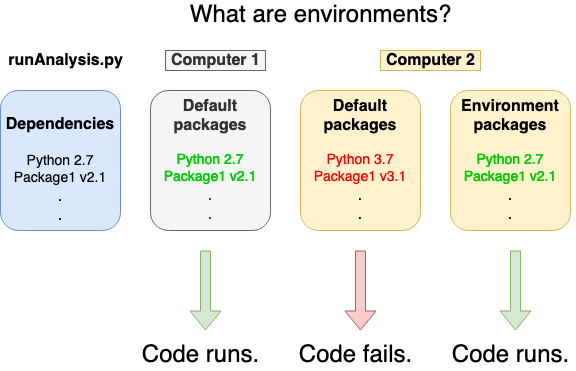 What are environments?
runAnalysis.py
Computer 1
Computer 2
Dependencies
Python 2.7
Package1 v2.1
.
.
Default
packages
Python 2.7
Package1 v2.1
.
.
Default
packages
Python 3.7
Package1 v3.1
.
.
Environment
packages
Python 2.7
Package1 v2.1
.
.
Code runs.
Code fails.
Code runs.